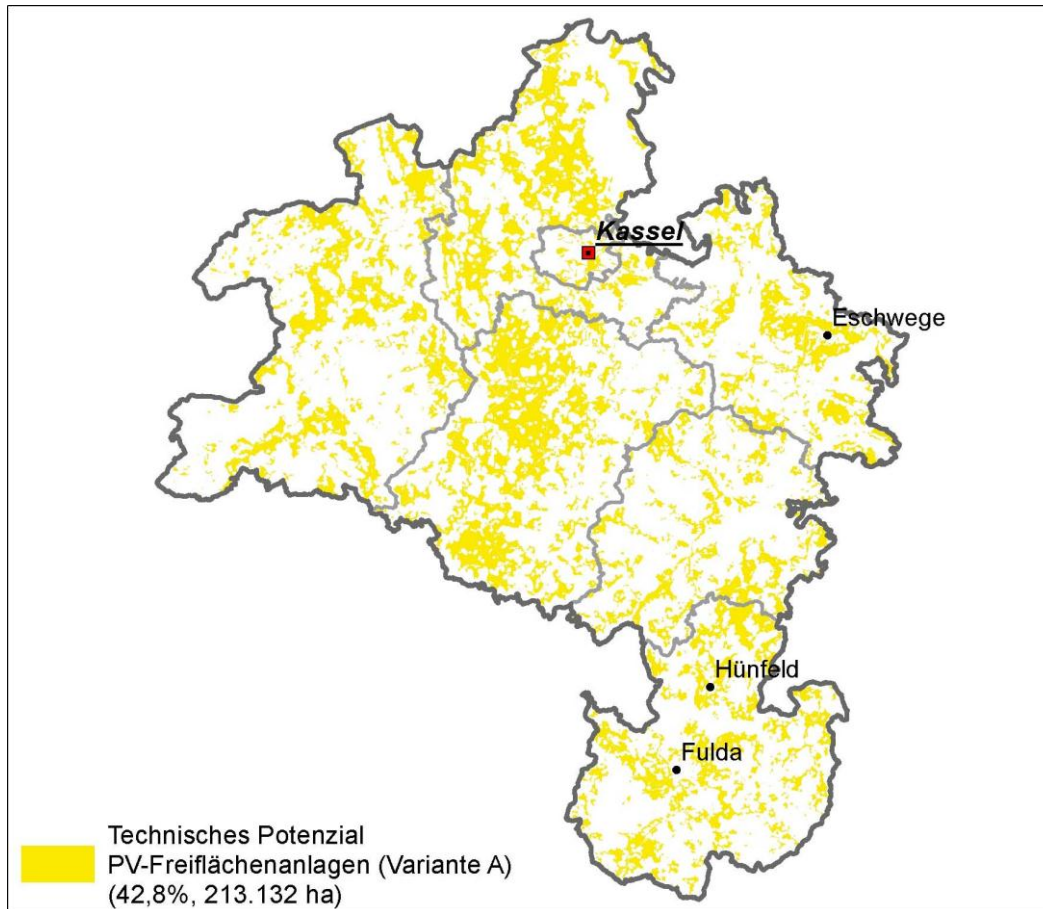 Kassel
Eschwege
Hünfeld
Fulda
Technisches Potenzial
PV-Freiflächenanlagen (Variante A)
(42,8%, 213.132 ha)